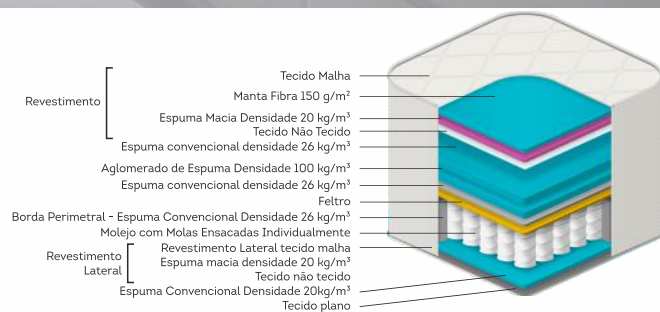 Tecido Malha
Manta Fibra 150 g/m²
Revestimento
Espuma Macia Densidade 20 kg/m³
Tecido Não Tecido
Espuma convencional densidade 26 kg/m³
Aglomerado de Espuma Densidade 100 kg/m³
Espuma convencional densidade 26 kg/m³
Feltro
Borda Perimetral - Espuma Convencional Densidade 26 kg/m³
Molejo com Molas Ensacadas Individualmente
Revestimento Lateral
Revestimento Lateral tecido malha
Espuma macia densidade 20 kg/m³
Tecido não tecido
Espuma Convencional Densidade 20kg/m³
Tecido plano